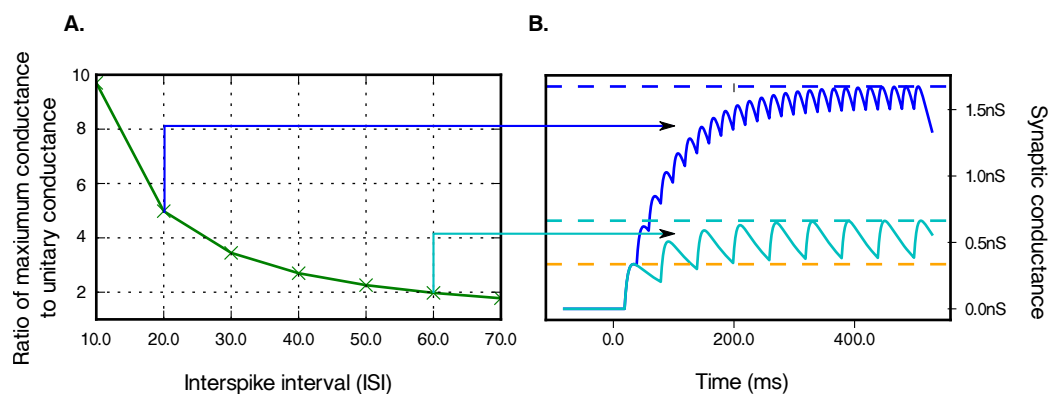 A.
B.
Ratio of maxiumum conductance
to unitary conductance
10
8
6
4
2
10.0 20.0 30.0 40.0 50.0 60.0 70.0
Interspike interval (ISI)
1.5nS
1.0nS
0.5nS
0.0nS
Synaptic conductance
0.0 200.0 400.0
Time (ms)